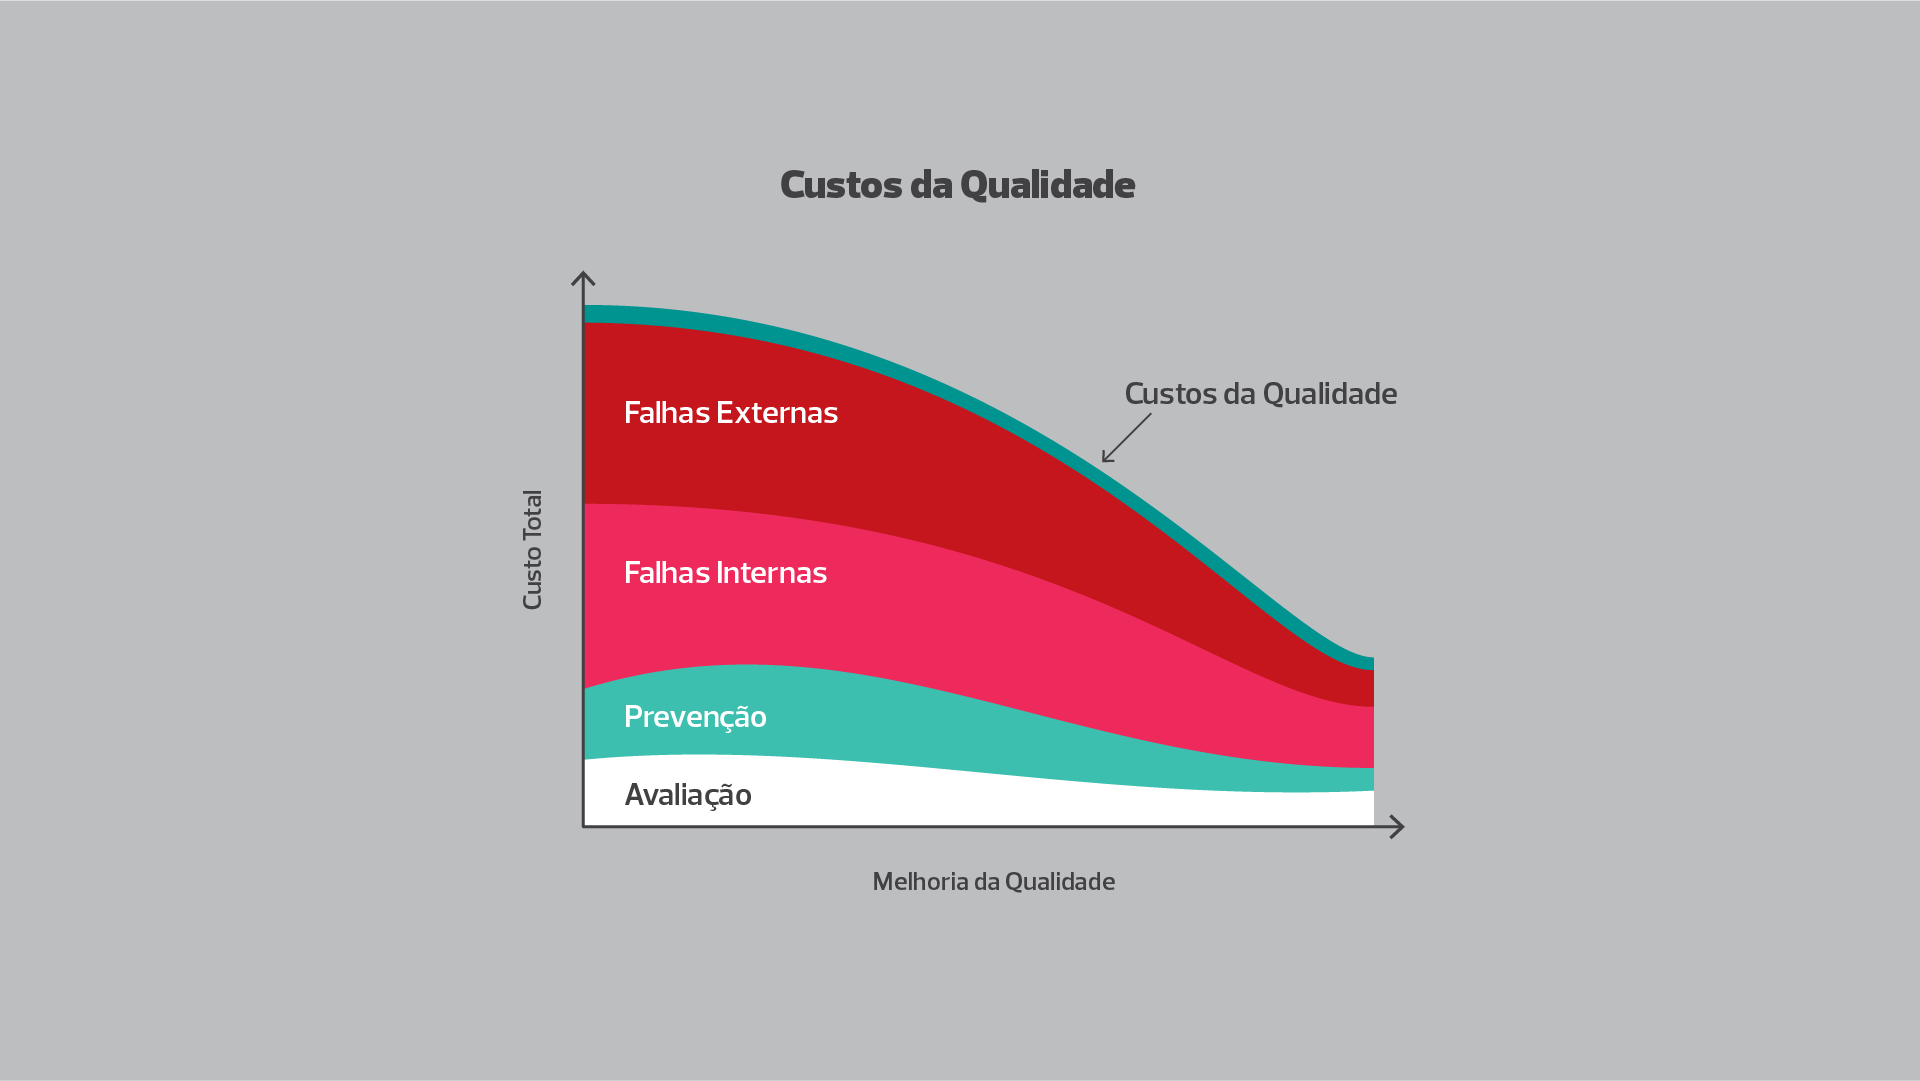 Custos da Qualidade
Custos da Qualidade
Falhas Externas
Falhas Internas
Prevenção
Avaliação
Custo Total
Melhoria da Qualidade